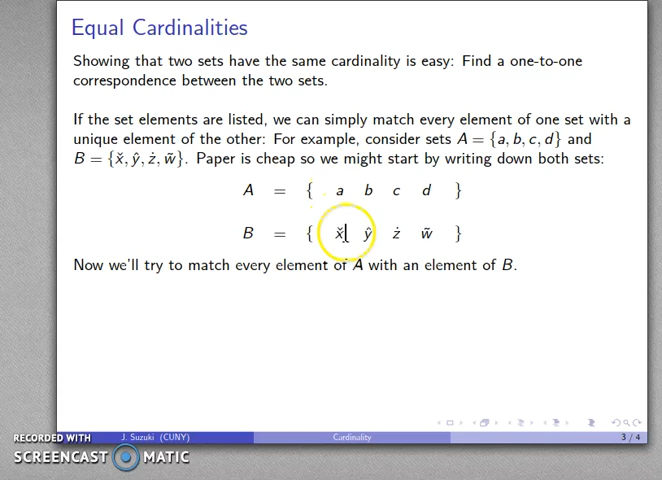 Equal Cardinalities
Showing that two sets have the same cardinality is easy: Find a one-to-one
correspondence between the two sets.
If the set elements are listed, we can simply match every element of one set with a
unique element of the other: For example, consider sets A = {a, b, c, d} and
B = {x̌, ŷ, ż, w̃}. Paper is cheap so we might start by writing down both sets:
A = { a b c d }
B = { x̌ ŷ ż w̃ }
Now we'll try to match every element of A with an element of B.
RECORDED WITH J. Suzuki (CUNY) Cardinality 3 / 4
SCREENCAST MATIC